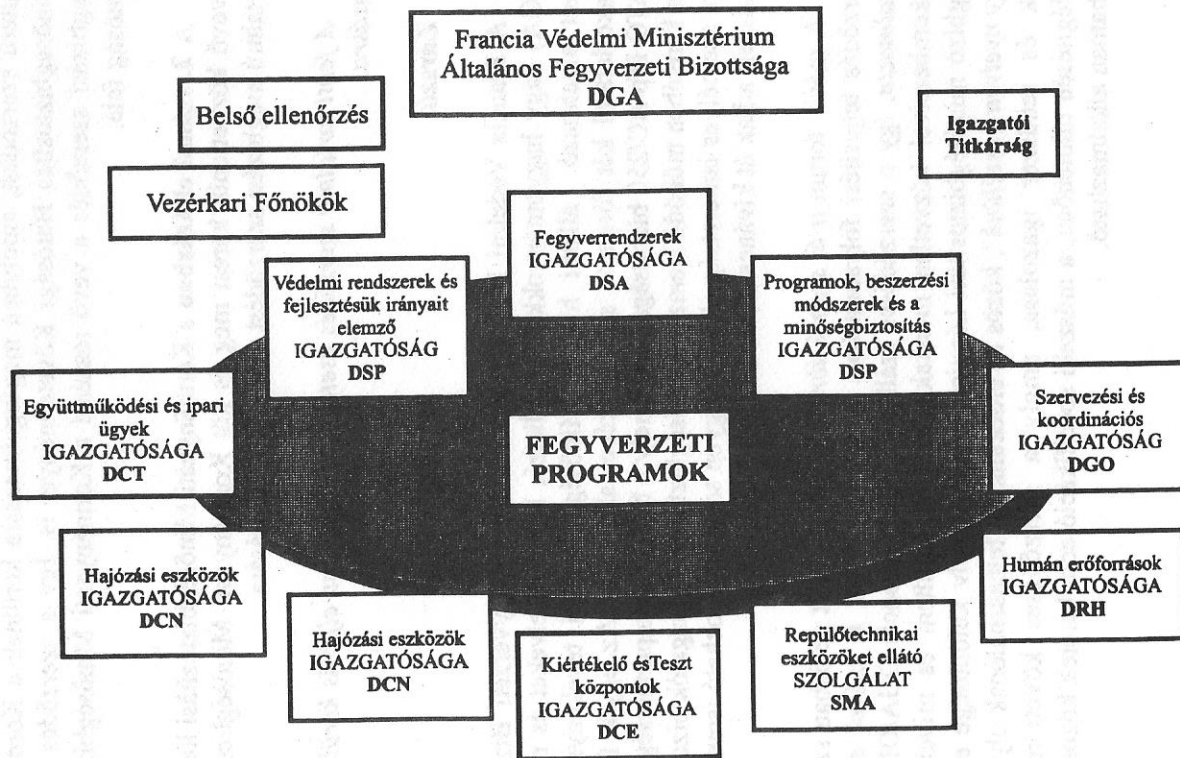 Francia Védelmi Minisztérium
Általános Fegyverzeti Bizottsága
DGA
Belső ellenőrzés
Igazgatói
Titkárság
Vezérkari Főnökök
Fegyverrendzerek
IGAZGATÓSÁGA
DSA
Védelmi rendszerek és
fejlesztésük irányait
elemző
IGAZGATÓSÁG
DSP
Programok, beszerzési
módszerek és a
minőségbiztosítás
IGAZGATÓSÁGA
DSP
Együttműködési és ipari
ügyek
IGAZGATÓSÁGA
DCT
FEGYVERZETI
PROGRAMOK
Szervezési és
koordinációs
IGAZGATÓSÁG
DGO
Hajózási eszközök
IGAZGATÓSÁGA
DCN
Hajózási eszközök
IGAZGATÓSÁGA
DCN
Kiértékelő ésTeszt
központok
IGAZGATÓSÁGA
DCE
Repülőtechnikai
eszközöket ellátó
SZOLGÁLAT
SMA
Humán erőforrások
IGAZGATÓSÁGA
DRH